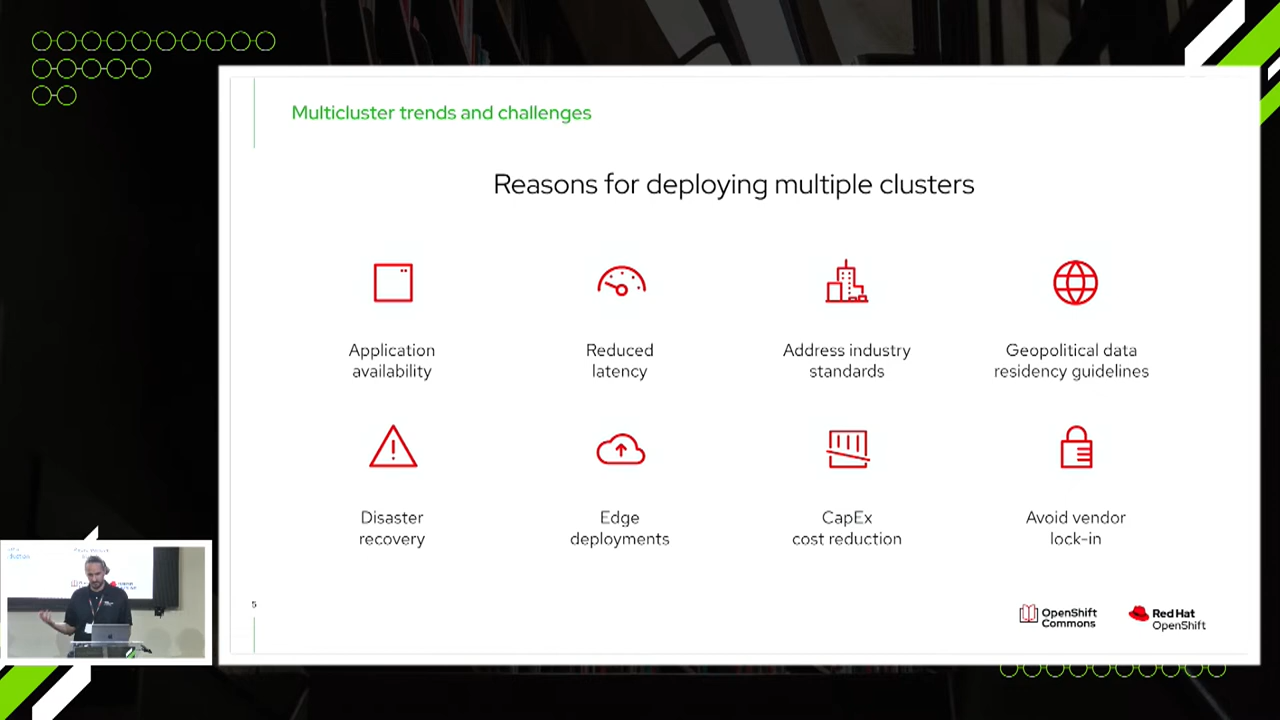 Multicluster trends and challenges
Reasons for deploying multiple clusters
Application
availability
Reduced
latency
Address industry
standards
Geopolitical data
residency guidelines
Disaster
recovery
Edge
deployments
CapEx
cost reduction
Avoid vendor
lock-in
5
OpenShift
Commons
Red Hat
OpenShift